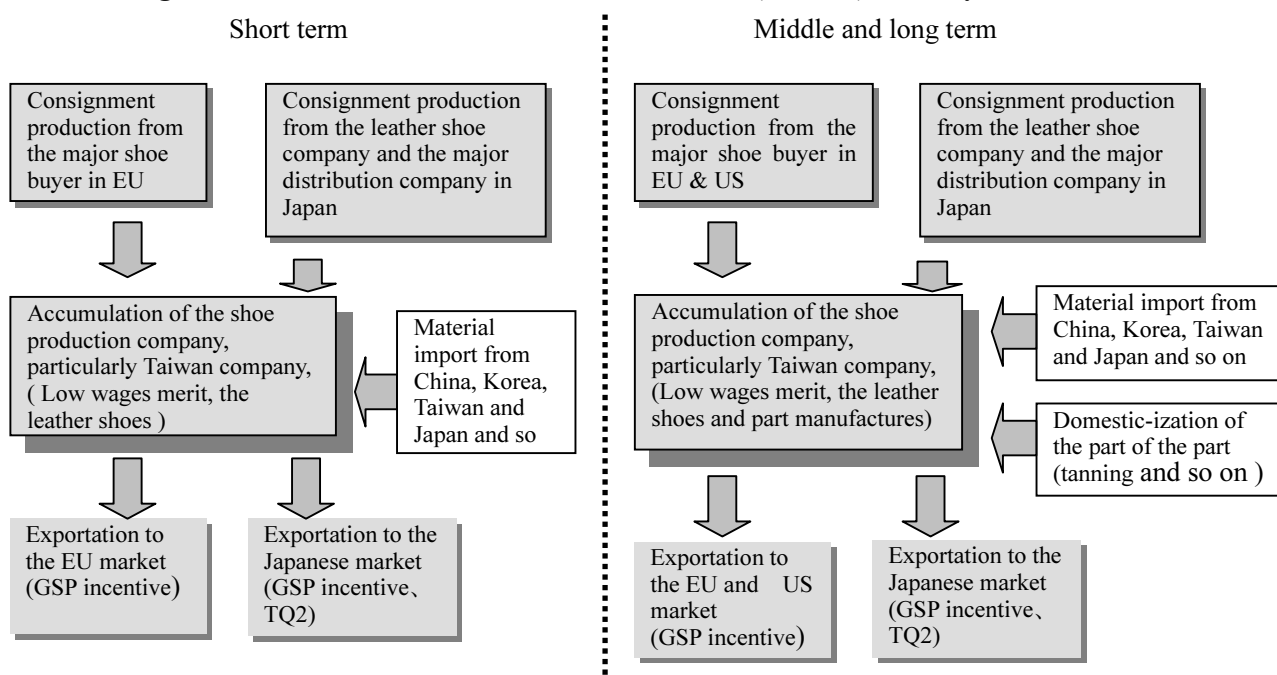 Short term
Consignment
production from
the major shoe
buyer in EU
Consignment production
from the leather shoe
company and the major
distribution company in
Japan
Accumulation of the shoe
production company,
particularly Taiwan company,
( Low wages merit, the
leather shoes )
Material
import from
China, Korea,
Taiwan and
Japan and so
Exportation to
the EU market
(GSP incentive)
Exportation to the
Japanese market
(GSP incentive、
TQ2)
Middle and long term
Consignment
production from the
major shoe buyer in
EU & US
Consignment production
from the leather shoe
company and the major
distribution company in
Japan
Accumulation of the shoe
production company,
particularly Taiwan company,
(Low wages merit, the leather
shoes and part manufactures)
Material import from
China, Korea, Taiwan
and Japan and so on
Domestic-ization of
the part of the part
(tanning and so on )
Exportation to
the EU and US
market
(GSP incentive)
Exportation to the
Japanese market
(GSP incentive、
TQ2)